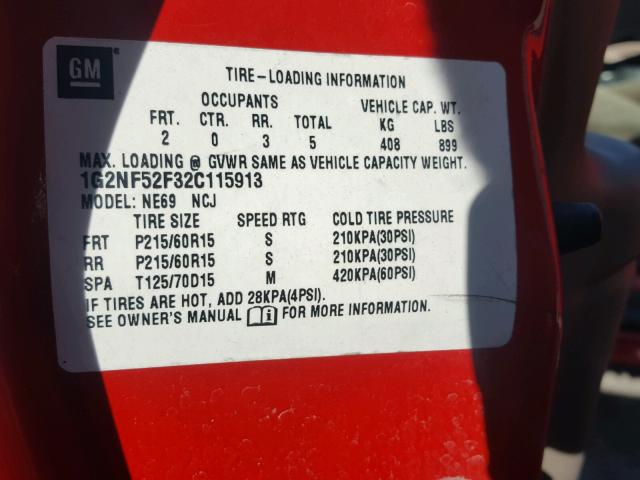 GM
TIRE-LOADING INFORMATION
OCCUPANTS VEHICLE CAP. WT.
FRT. CTR. RR. TOTAL KG LBS
2 0 3 5 408 899
MAX. LOADING @ GVWR SAME AS VEHICLE CAPACITY WEIGHT.
1G2NF52F32C115913
MODEL: NE69 NCJ
TIRE SIZE SPEED RTG COLD TIRE PRESSURE
FRT P215/60R15 S 210KPA(30PSI)
RR P215/60R15 S 210KPA(30PSI)
SPA T125/70D15 M 420KPA(60PSI)
IF TIRES ARE HOT, ADD 28KPA(4PSI).
SEE OWNER'S MANUAL FOR MORE INFORMATION.